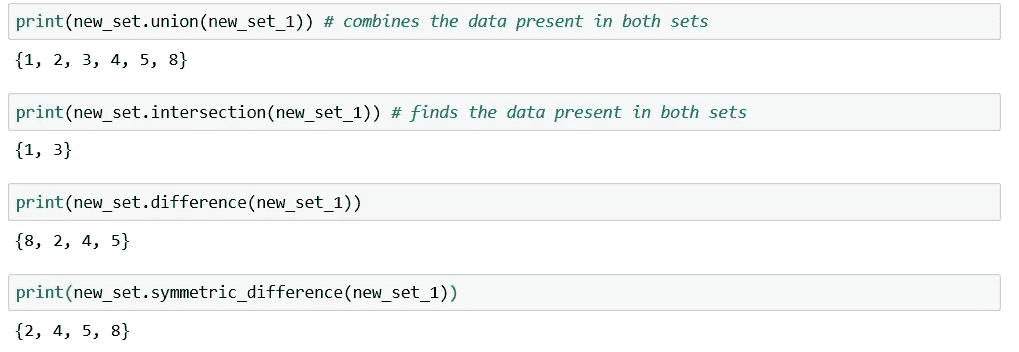 print(new_set.union(new_set_1)) # combines the data present in both sets
{1, 2, 3, 4, 5, 8}
print(new_set.intersection(new_set_1)) # finds the data present in both sets
{1, 3}
print(new_set.difference(new_set_1))
{8, 2, 4, 5}
print(new_set.symmetric_difference(new_set_1))
{2, 4, 5, 8}